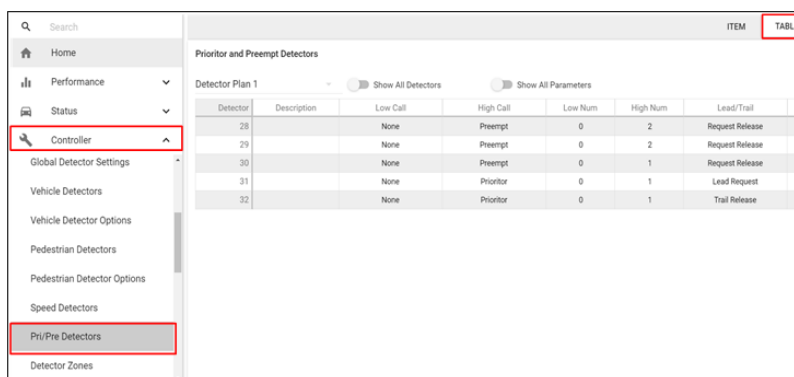 Search
ITEM
TABL
Home
Prioritor and Preempt Detectors
Performance
Detector Plan 1
Show All Detectors
Show All Parameters
Status
Detector Description Low Call High Call Low Num High Num Lead/Trail
28 None Preempt 0 2 Request Release
29 None Preempt 0 2 Request Release
30 None Preempt 0 1 Request Release
31 None Prioritor 0 1 Lead Request
32 None Prioritor 0 1 Trail Release
Controller
Global Detector Settings
Vehicle Detectors
Vehicle Detector Options
Pedestrian Detectors
Pedestrian Detector Options
Speed Detectors
Pri/Pre Detectors
Detector Zones